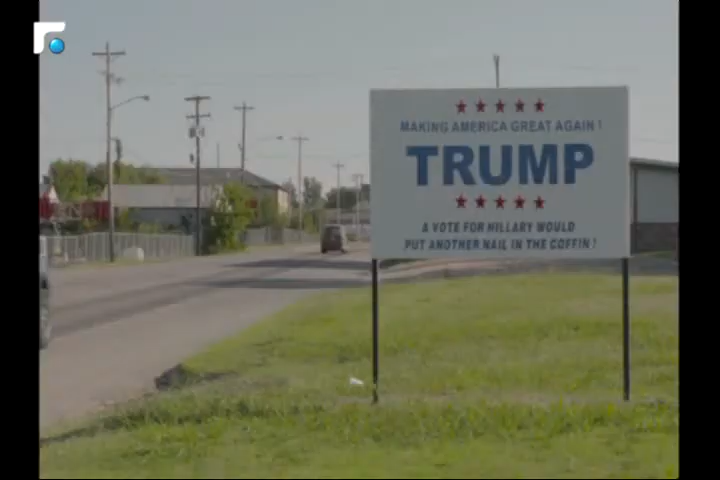 MAKING AMERICA GREAT AGAIN!
TRUMP
A VOTE FOR HILLARY WOULD
PUT ANOTHER NAIL IN THE COFFIN!